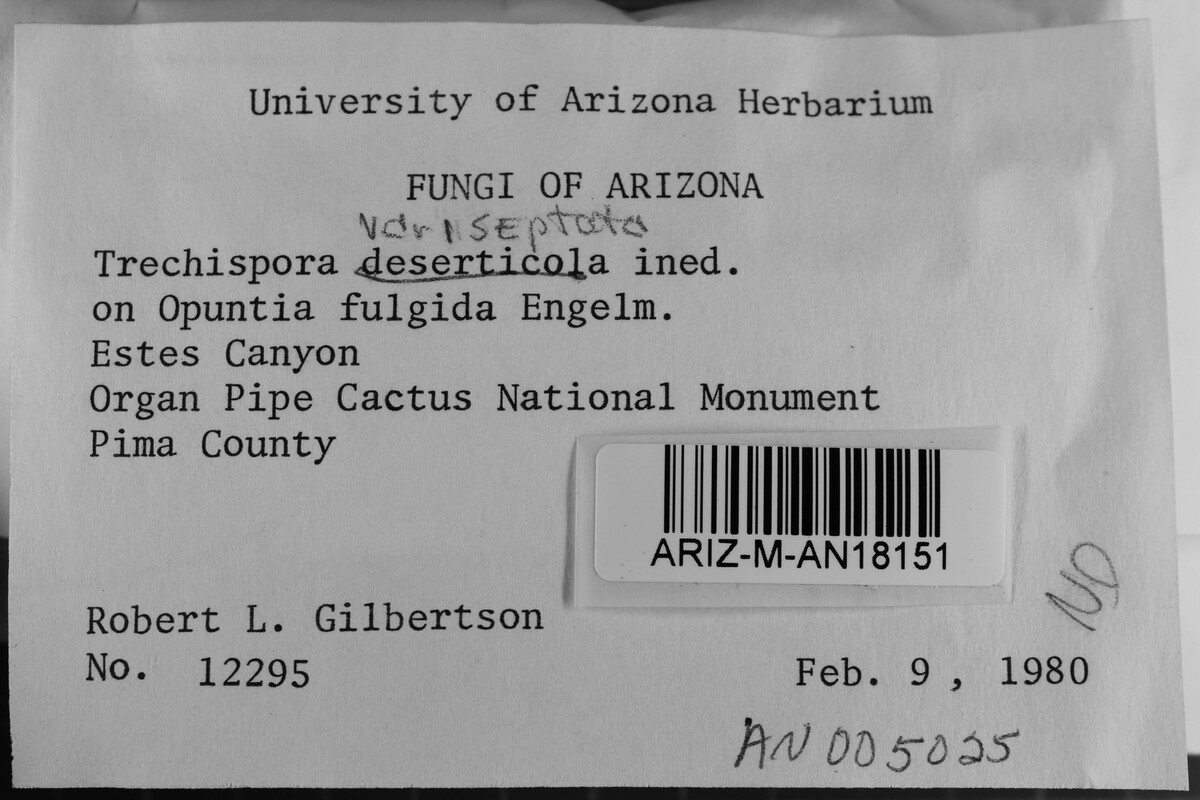 University of Arizona Herbarium
FUNGI OF ARIZONA
variseptata
Trechispora deserticola ined.
on Opuntia fulgida Engelm.
Estes Canyon
Organ Pipe Cactus National Monument
Pima County
ARIZ-M-AN18151
ND
Robert L. Gilbertson
No. 12295
Feb. 9, 1980
AN 005025